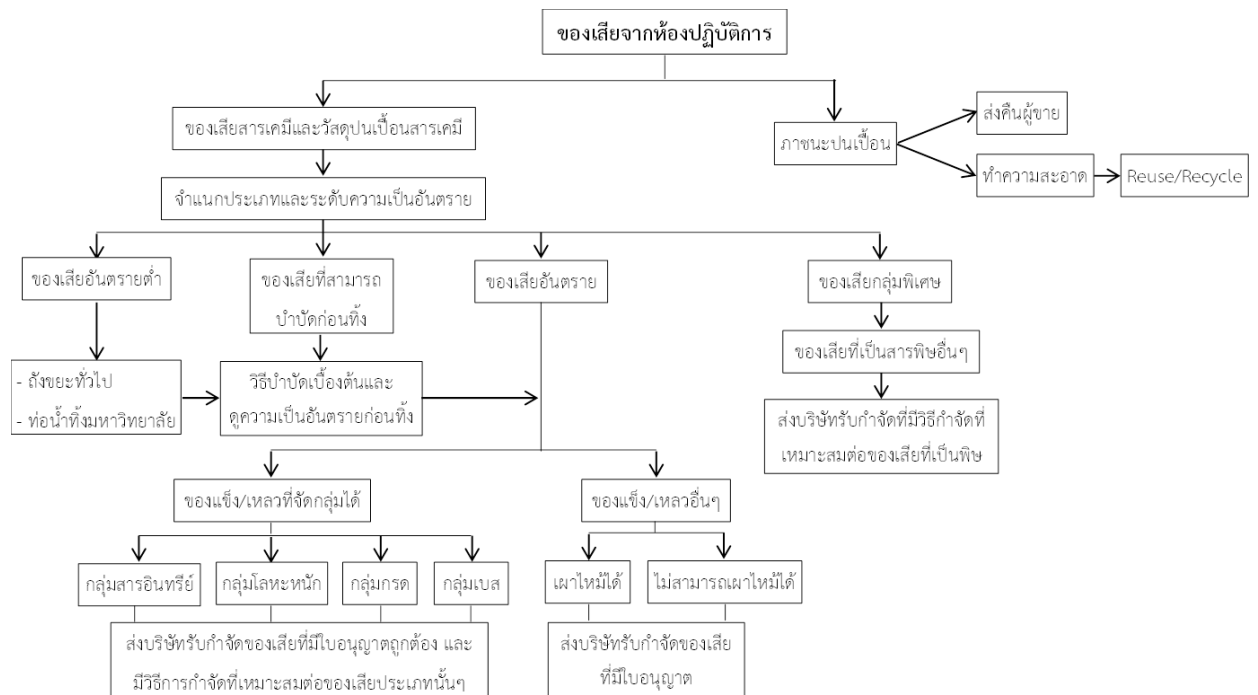 ของเสียจากห้องปฏิบัติการ
ของเสียสารเคมีและวัสดุปนเปื้อนสารเคมี
ภาชนะปนเปื้อน
ส่งคืนผู้ขาย
ทำความสะอาด
Reuse/Recycle
จำแนกประเภทและระดับความเป็นอันตราย
ของเสียอันตรายต่ำ
ของเสียที่สามารถ
บำบัดก่อนทิ้ง
ของเสียอันตราย
ของเสียกลุ่มพิเศษ
- ถังขยะทั่วไป
- ท่อน้ำทิ้งมหาวิทยาลัย
วิธีบำบัดเบื้องต้นและ
ดูความเป็นอันตรายก่อนทิ้ง
ของเสียที่เป็นสารพิษอื่นๆ
ส่งบริษัทรับกำจัดที่มีวิธีกำจัดที่
เหมาะสมต่อของเสียที่เป็นพิษ
ของแข็ง/เหลวที่จัดกลุ่มได้
ของแข็ง/เหลวอื่นๆ
กลุ่มสารอินทรีย์
กลุ่มโลหะหนัก
กลุ่มกรด
กลุ่มเบส
เผาไหม้ได้
ไม่สามารถเผาไหม้ได้
ส่งบริษัทรับกำจัดของเสียที่มีใบอนุญาตถูกต้อง และ
มีวิธีการกำจัดที่เหมาะสมต่อของเสียประเภทนั้นๆ
ส่งบริษัทรับกำจัดของเสีย
ที่มีใบอนุญาต